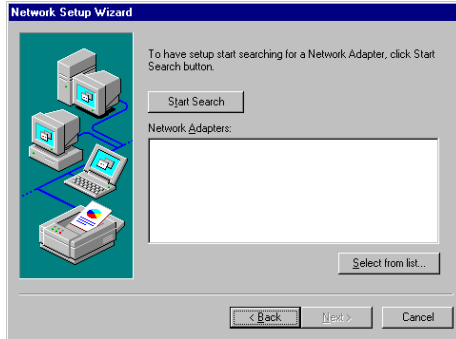 Network Setup Wizard
To have setup start searching for a Network Adapter, click Start
Search button.
Start Search
Network Adapters:
Select from list...
< Back
Next >
Cancel